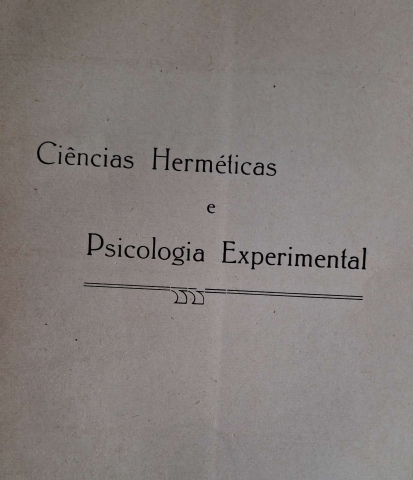 Ciências Herméticas
e
Psicologia Experimental